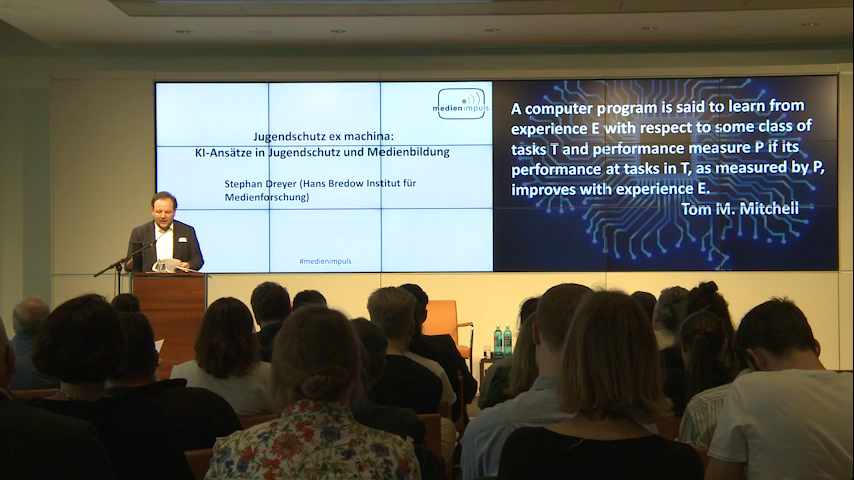 medienimpuls
Jugendschutz ex machina:
KI-Ansätze in Jugendschutz und Medienbildung
Stephan Dreyer (Hans Bredow Institut für
Medienforschung)
#medienimpuls
A computer program is said to learn from
experience E with respect to some class of
tasks T and performance measure P if its
performance at tasks in T, as measured by P,
improves with experience E.
Tom M. Mitchell